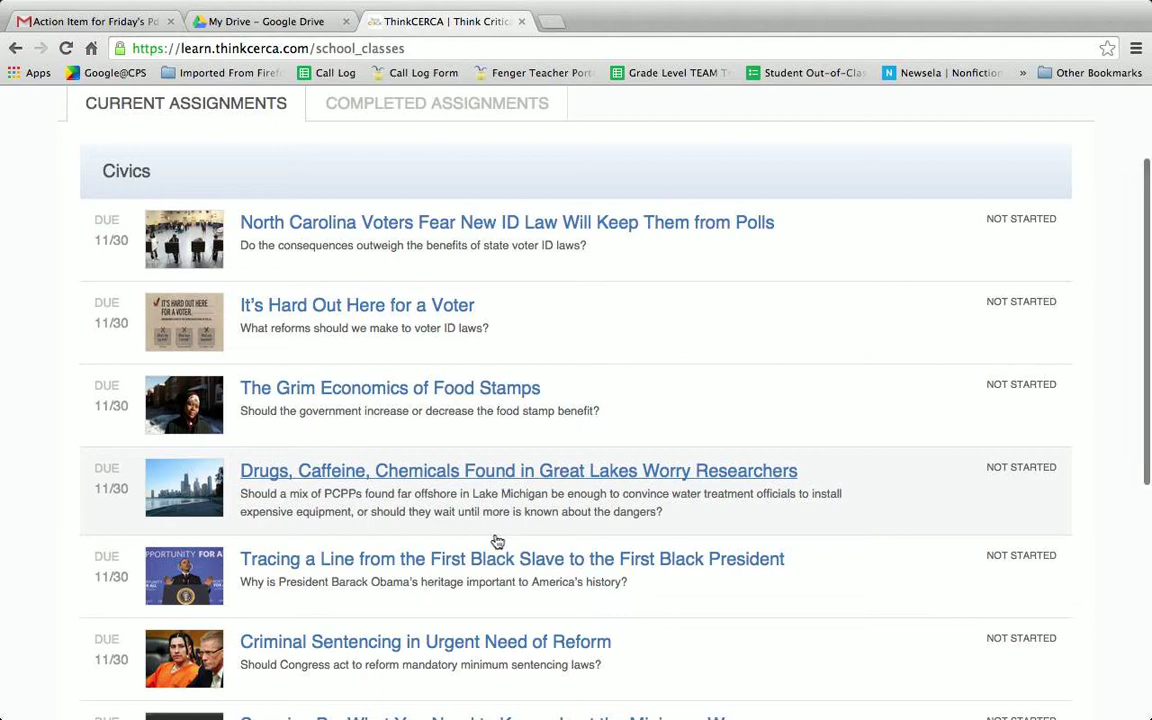 Action Item for Friday's Pd
My Drive - Google Drive
ThinkCERCA | Think Critic
https://learn.thinkcerca.com/school_classes
Apps Google@CPS Imported From Firef Call Log Call Log Form Fenger Teacher Port Grade Level TEAM T Student Out-of-Clas Newsela | Nonfiction » Other Bookmarks
CURRENT ASSIGNMENTS COMPLETED ASSIGNMENTS
Civics
DUE
11/30
North Carolina Voters Fear New ID Law Will Keep Them from Polls
Do the consequences outweigh the benefits of state voter ID laws?
NOT STARTED
DUE
11/30
IT'S HARD OUT HERE
FOR A VOTER.
It's Hard Out Here for a Voter
What reforms should we make to voter ID laws?
NOT STARTED
DUE
11/30
The Grim Economics of Food Stamps
Should the government increase or decrease the food stamp benefit?
NOT STARTED
DUE
11/30
Drugs, Caffeine, Chemicals Found in Great Lakes Worry Researchers
Should a mix of PCPPs found far offshore in Lake Michigan be enough to convince water treatment officials to install
expensive equipment, or should they wait until more is known about the dangers?
NOT STARTED
DUE
11/30
PORTUNITY FOR A
Tracing a Line from the First Black Slave to the First Black President
Why is President Barack Obama's heritage important to America's history?
NOT STARTED
DUE
11/30
Criminal Sentencing in Urgent Need of Reform
Should Congress act to reform mandatory minimum sentencing laws?
NOT STARTED